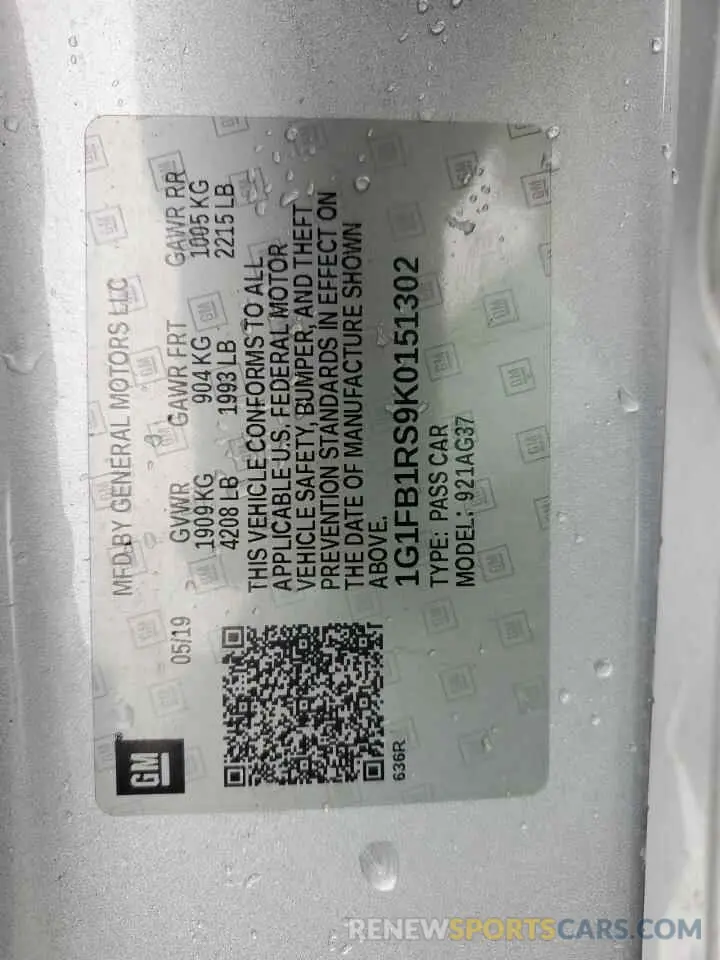 GM
MFD BY GENERAL MOTORS LLC
05/19 GVWR GAWR FRT GAWR RR
1909 KG 904 KG 1005 KG
4208 LB 1993 LB 2215 LB
THIS VEHICLE CONFORMS TO ALL
APPLICABLE U.S. FEDERAL MOTOR
VEHICLE SAFETY, BUMPER, AND THEFT
PREVENTION STANDARDS IN EFFECT ON
THE DATE OF MANUFACTURE SHOWN
ABOVE.
1G1FB1RS9K0151302
TYPE: PASS CAR
MODEL: 921AG37
636R
RENEWSPORTSCARS.COM